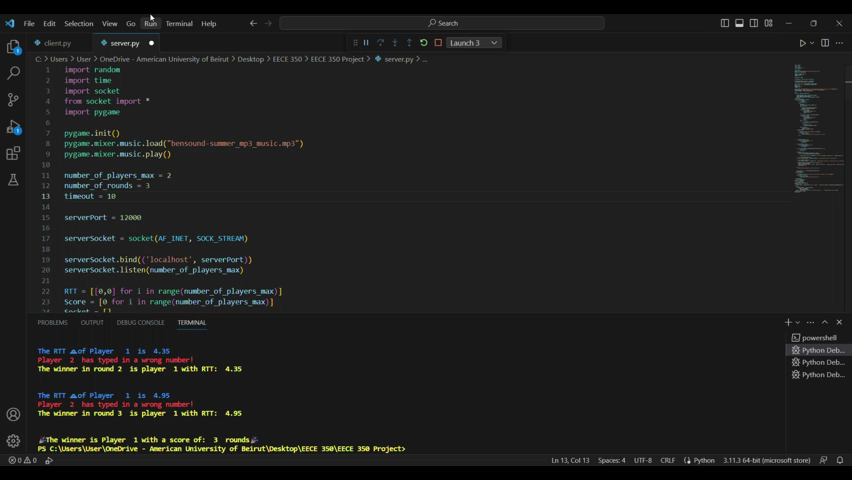 File Edit Selection View Go Run Terminal Help
Search
client.py
server.py
Launch 3
C: > Users > User > OneDrive - American University of Beirut > Desktop > EECE 350 > EECE 350 Project > server.py > ...
1 import random
2 import time
3 import socket
4 from socket import *
5 import pygame
6
7 pygame.init()
8 pygame.mixer.music.load("bensound-summer_mp3_music.mp3")
9 pygame.mixer.music.play()
10
11 number_of_players_max = 2
12 number_of_rounds = 3
13 timeout = 10
14
15 serverPort = 12000
16
17 serverSocket = socket(AF_INET, SOCK_STREAM)
18
19 serverSocket.bind(('localhost', serverPort))
20 serverSocket.listen(number_of_players_max)
21
22 RTT = [[0,0] for i in range(number_of_players_max)]
23 Score = [0 for i in range(number_of_players_max)]
24 Socket = []
PROBLEMS OUTPUT DEBUG CONSOLE TERMINAL
The RTT of Player 1 is 4.35
Player 2 has typed in a wrong number!
The winner in round 2 is player 1 with RTT: 4.35
The RTT of Player 1 is 4.95
Player 2 has typed in a wrong number!
The winner in round 3 is player 1 with RTT: 4.95
🎉The winner is Player 1 with a score of: 3 rounds🎉
PS C:\Users\User\OneDrive - American University of Beirut\Desktop\EECE 350\EECE 350 Project>
powershell
Python Deb...
Python Deb...
Python Deb...
0 0
Ln 13, Col 13 Spaces: 4 UTF-8 CRLF Python 3.11.3 64-bit (microsoft store)